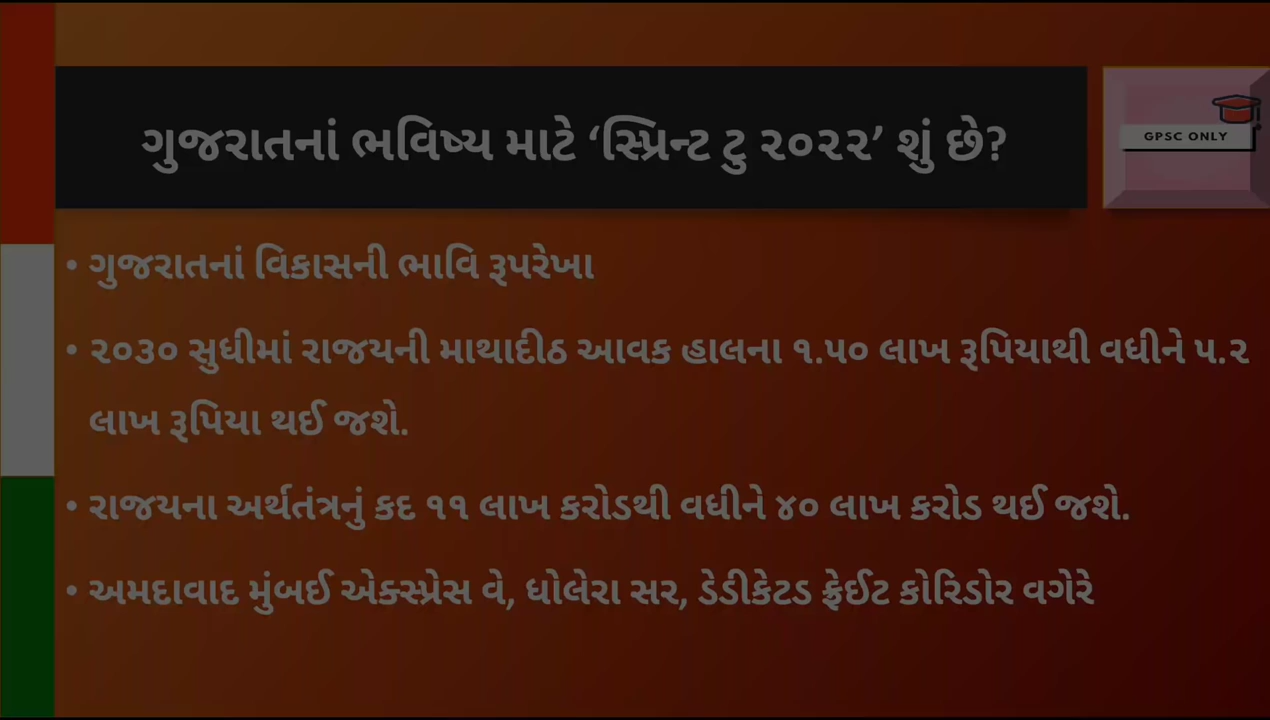 ગુજરાતનાં ભવિષ્ય માટે ‘સ્પ્રિન્ટ ટુ ૨૦૨૨’ શું છે?
GPSC ONLY
• ગુજરાતનાં વિકાસની ભાવિ રૂપરેખા
• ૨૦૩૦ સુધીમાં રાજયની માથાદીઠ આવક હાલના ૧.૫૦ લાખ રૂપિયાથી વધીને ૫.૨
લાખ રૂપિયા થઈ જશે.
• રાજયના અર્થતંત્રનું કદ ૧૧ લાખ કરોડથી વધીને ૪૦ લાખ કરોડ થઈ જશે.
• અમદાવાદ મુંબઈ એક્સ્પ્રેસ વે, ધોલેરા સર, ડેડીકેટડ ફ્રેઈટ કોરિડોર વગેરે